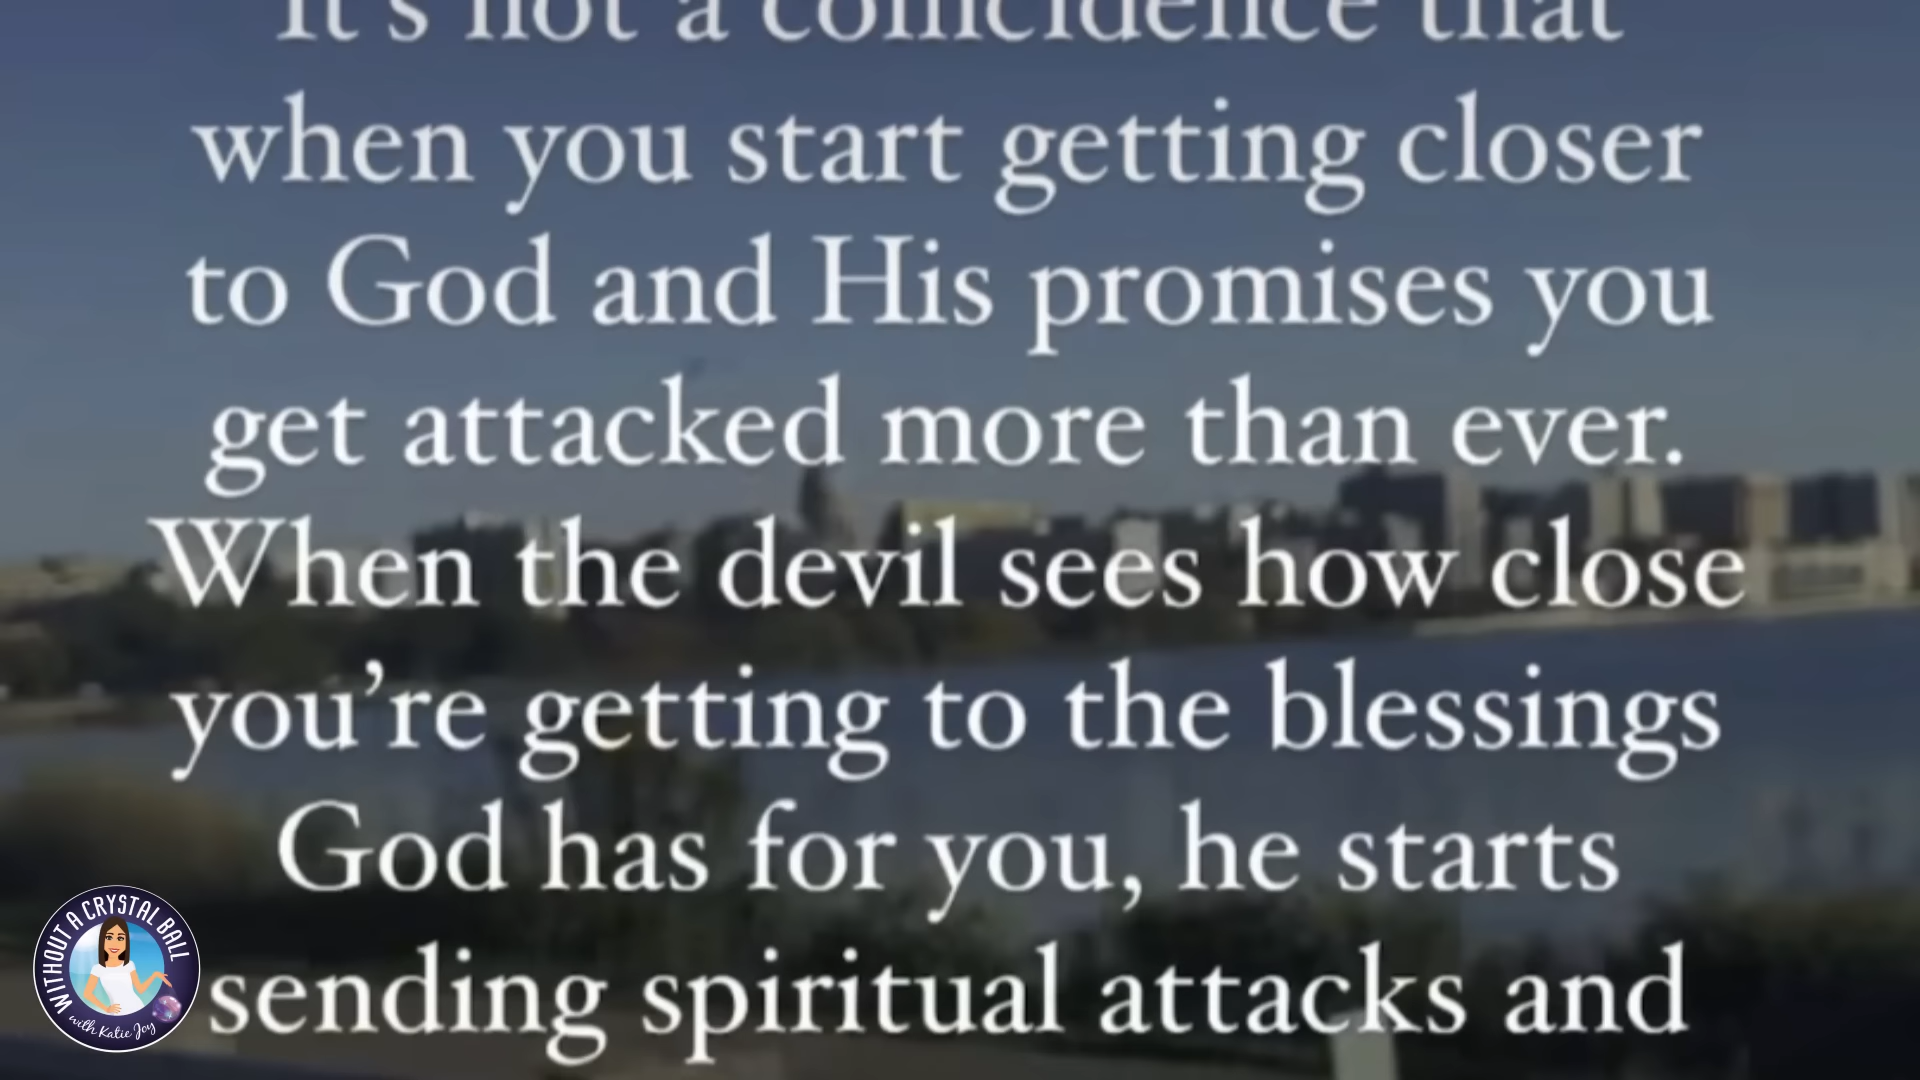 It's not a coincidence that
when you start getting closer
to God and His promises you
get attacked more than ever.
When the devil sees how close
you're getting to the blessings
God has for you, he starts
sending spiritual attacks and
WITHOUT A CRYSTAL BALL
with Katie Joy